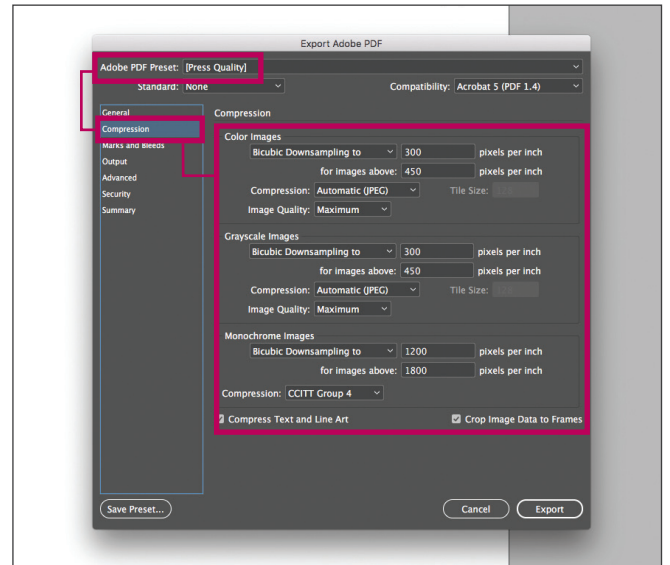 Export Adobe PDF
Adobe PDF Preset: [Press Quality]
Standard: None Compatibility: Acrobat 5 (PDF 1.4)
General
Compression
Marks and Bleeds
Output
Advanced
Security
Summary
Compression
Color Images
Bicubic Downsampling to 300 pixels per inch
for images above: 450 pixels per inch
Compression: Automatic (JPEG) Tile Size:
Image Quality: Maximum
Grayscale Images
Bicubic Downsampling to 300 pixels per inch
for images above: 450 pixels per inch
Compression: Automatic (JPEG) Tile Size:
Image Quality: Maximum
Monochrome Images
Bicubic Downsampling to 1200 pixels per inch
for images above: 1800 pixels per inch
Compression: CCITT Group 4
Compress Text and Line Art Crop Image Data to Frames
Save Preset... Cancel Export